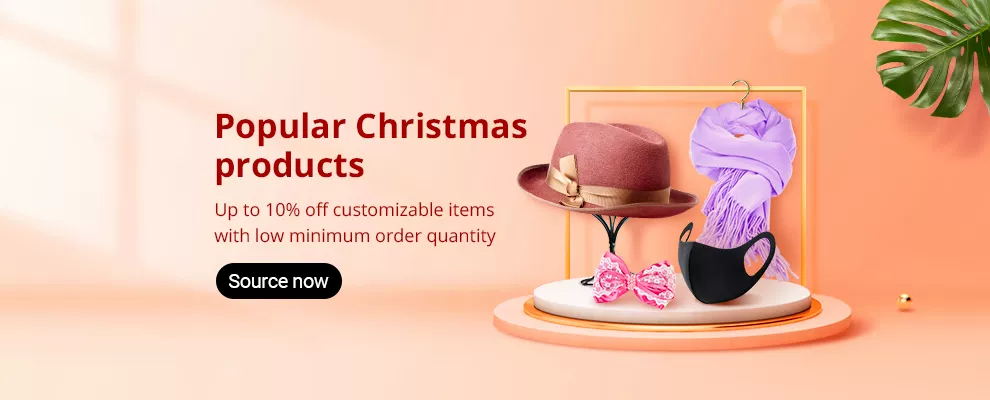 Popular Christmas
products
Up to 10% off customizable items
with low minimum order quantity
Source now